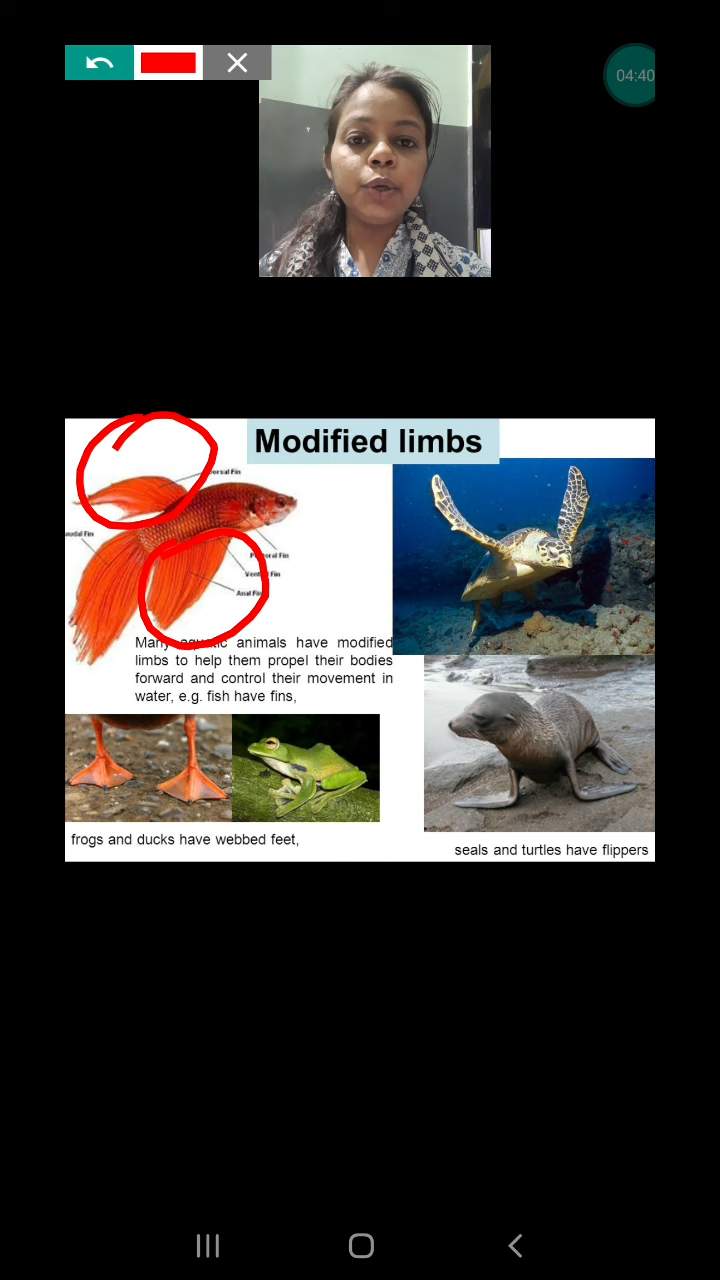 04:40
Modified limbs
Dorsal Fin
Caudal Fin
Pectoral Fin
Ventral Fin
Anal Fin
Many aquatic animals have modified
limbs to help them propel their bodies
forward and control their movement in
water, e.g. fish have fins,
frogs and ducks have webbed feet,
seals and turtles have flippers